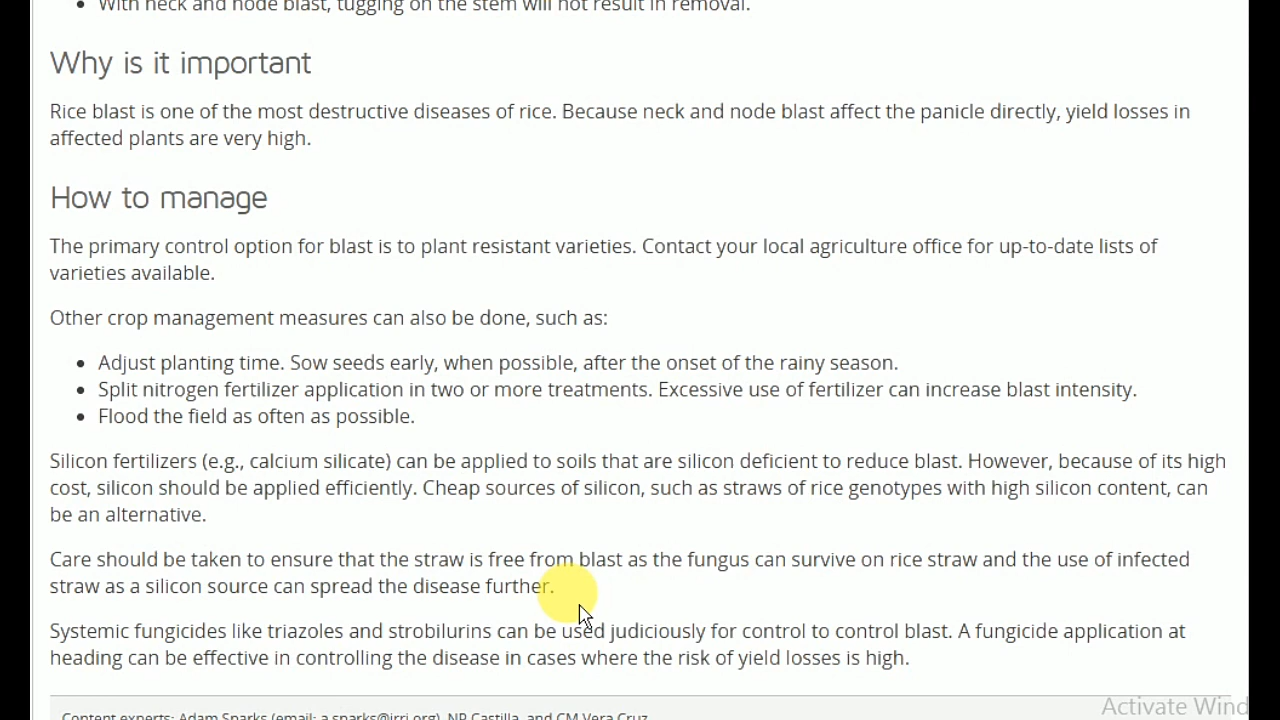 With neck and node blast, tugging on the stem will not result in removal.
Why is it important
Rice blast is one of the most destructive diseases of rice. Because neck and node blast affect the panicle directly, yield losses in
affected plants are very high.
How to manage
The primary control option for blast is to plant resistant varieties. Contact your local agriculture office for up-to-date lists of
varieties available.
Other crop management measures can also be done, such as:
Adjust planting time. Sow seeds early, when possible, after the onset of the rainy season.
Split nitrogen fertilizer application in two or more treatments. Excessive use of fertilizer can increase blast intensity.
Flood the field as often as possible.
Silicon fertilizers (e.g., calcium silicate) can be applied to soils that are silicon deficient to reduce blast. However, because of its high
cost, silicon should be applied efficiently. Cheap sources of silicon, such as straws of rice genotypes with high silicon content, can
be an alternative.
Care should be taken to ensure that the straw is free from blast as the fungus can survive on rice straw and the use of infected
straw as a silicon source can spread the disease further.
Systemic fungicides like triazoles and strobilurins can be used judiciously for control to control blast. A fungicide application at
heading can be effective in controlling the disease in cases where the risk of yield losses is high.
Content experts: Adam Sparks (email: a.sparks@irri.org), NP Castilla, and CM Vera Cruz
Activate Wind